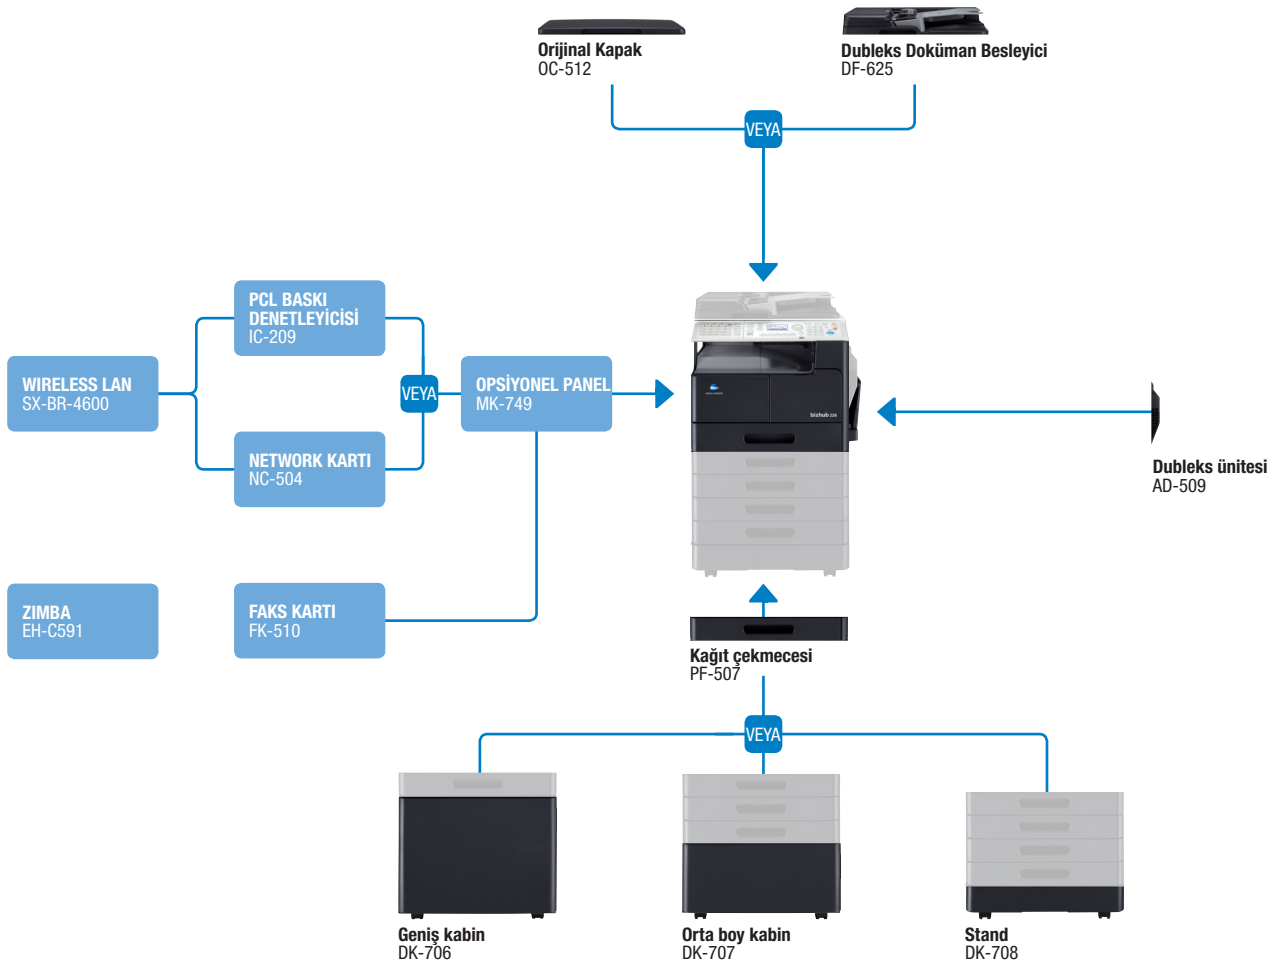 Orijinal Kapak
OC-512
Dubleks Doküman Besleyici
DF-625
VEYA
PCL BASKI
DENETLEYİCİSİ
IC-209
WIRELESS LAN
SX-BR-4600
VEYA
OPSİYONEL PANEL
MK-749
NETWORK KARTI
NC-504
bizhub
Dubleks ünitesi
AD-509
ZIMBA
EH-C591
FAKS KARTI
FK-510
Kağıt çekmecesi
PF-507
VEYA
Geniş kabin
DK-706
Orta boy kabin
DK-707
Stand
DK-708